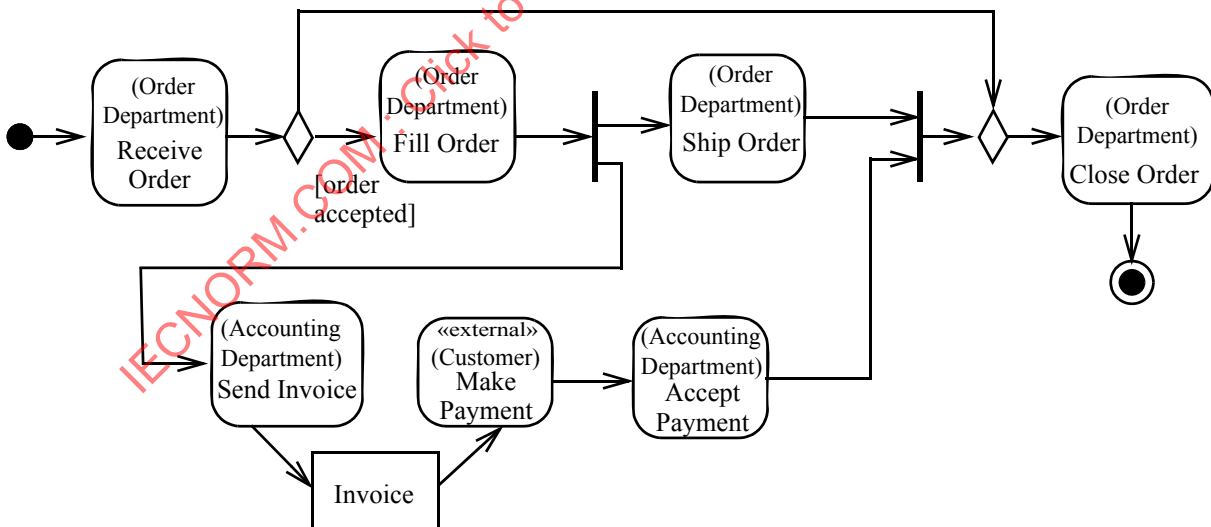 (Order
Department)
Receive
Order
[order
accepted]
(Order
Department)
Fill Order
(Order
Department)
Ship Order
(Order
Department)
Close Order
(Accounting
Department)
Send Invoice
Invoice
«external»
(Customer)
Make
Payment
(Accounting
Department)
Accept
Payment
IECNORM.COM : Click to